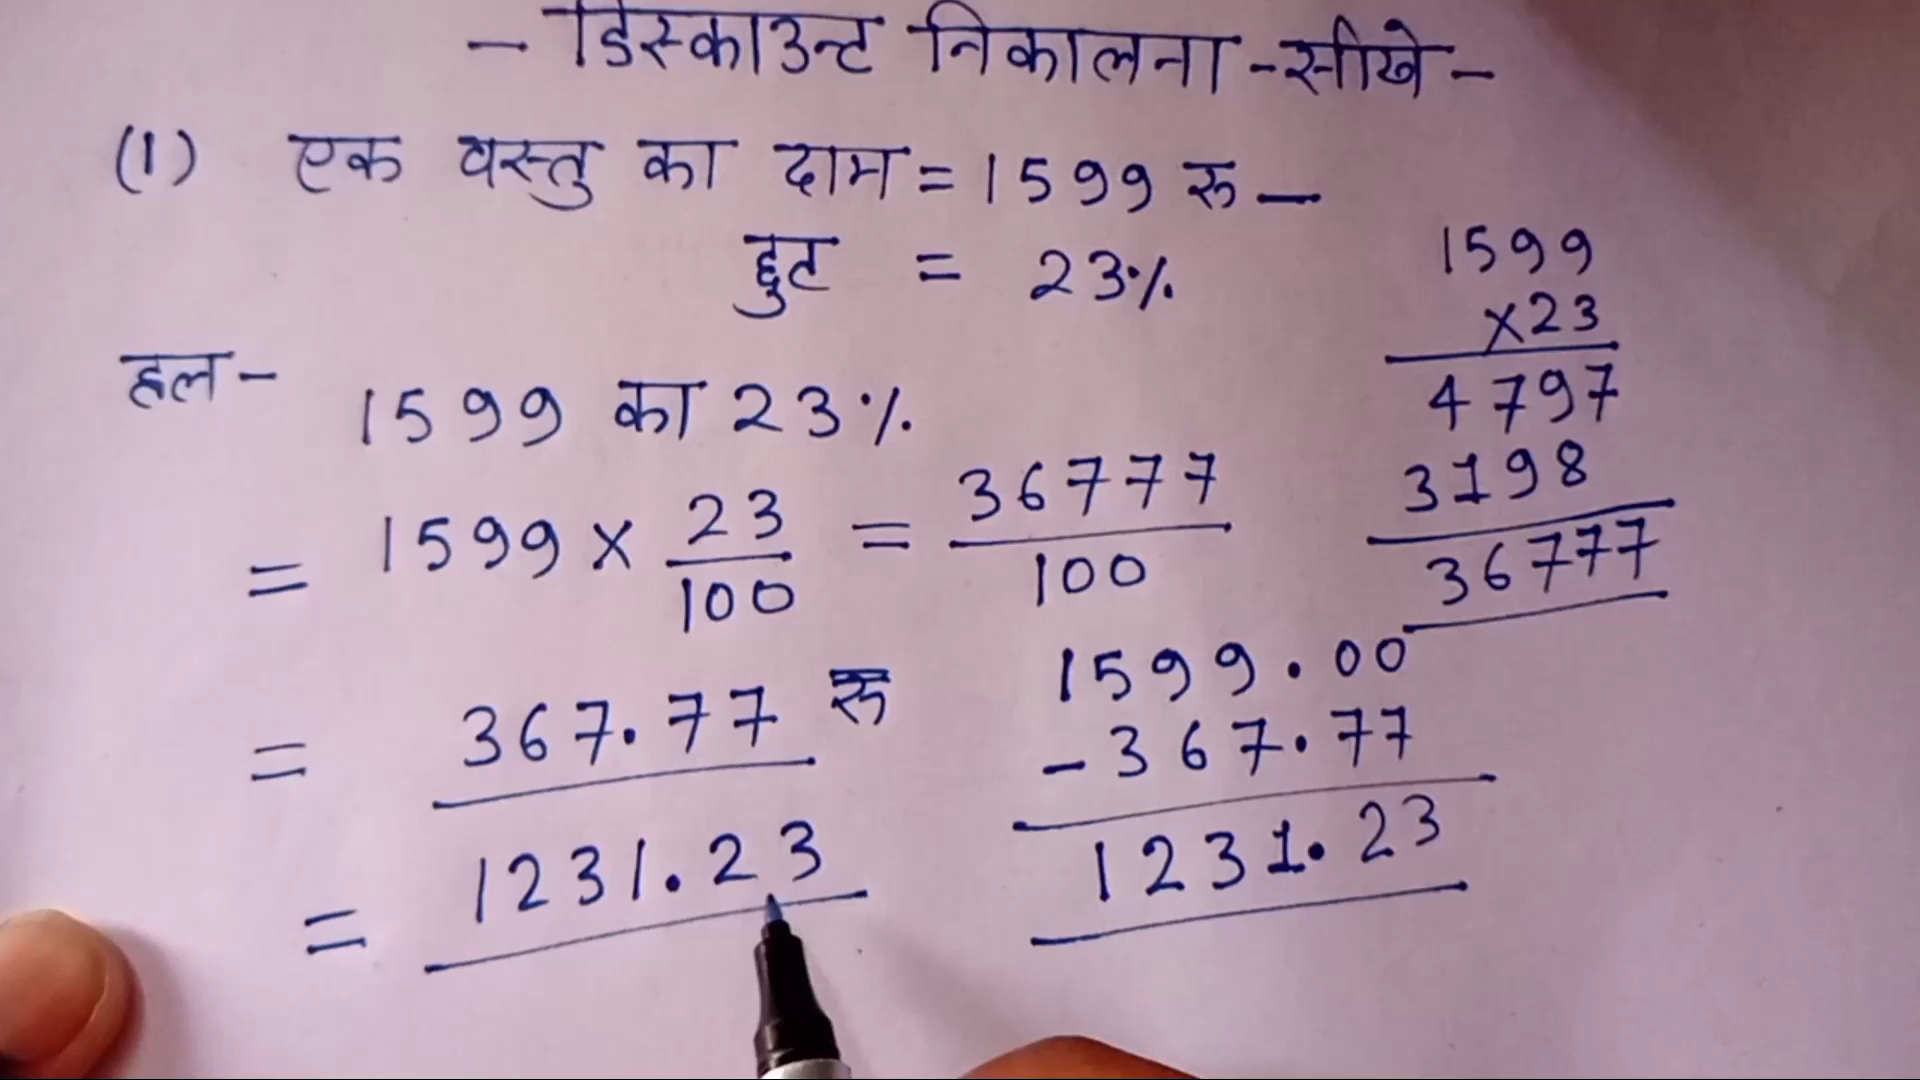 - डिस्काउन्ट निकालना - सीखे -
(1) एक वस्तु का दाम = 1599 रु —
छुट = 23%
1599
×23
4797
3198
36777
हल - 1599 का 23%
= 1599 × 23/100 = 36777/100
= 367.77 रु
1599.00
- 367.77
1231.23
= 1231.23